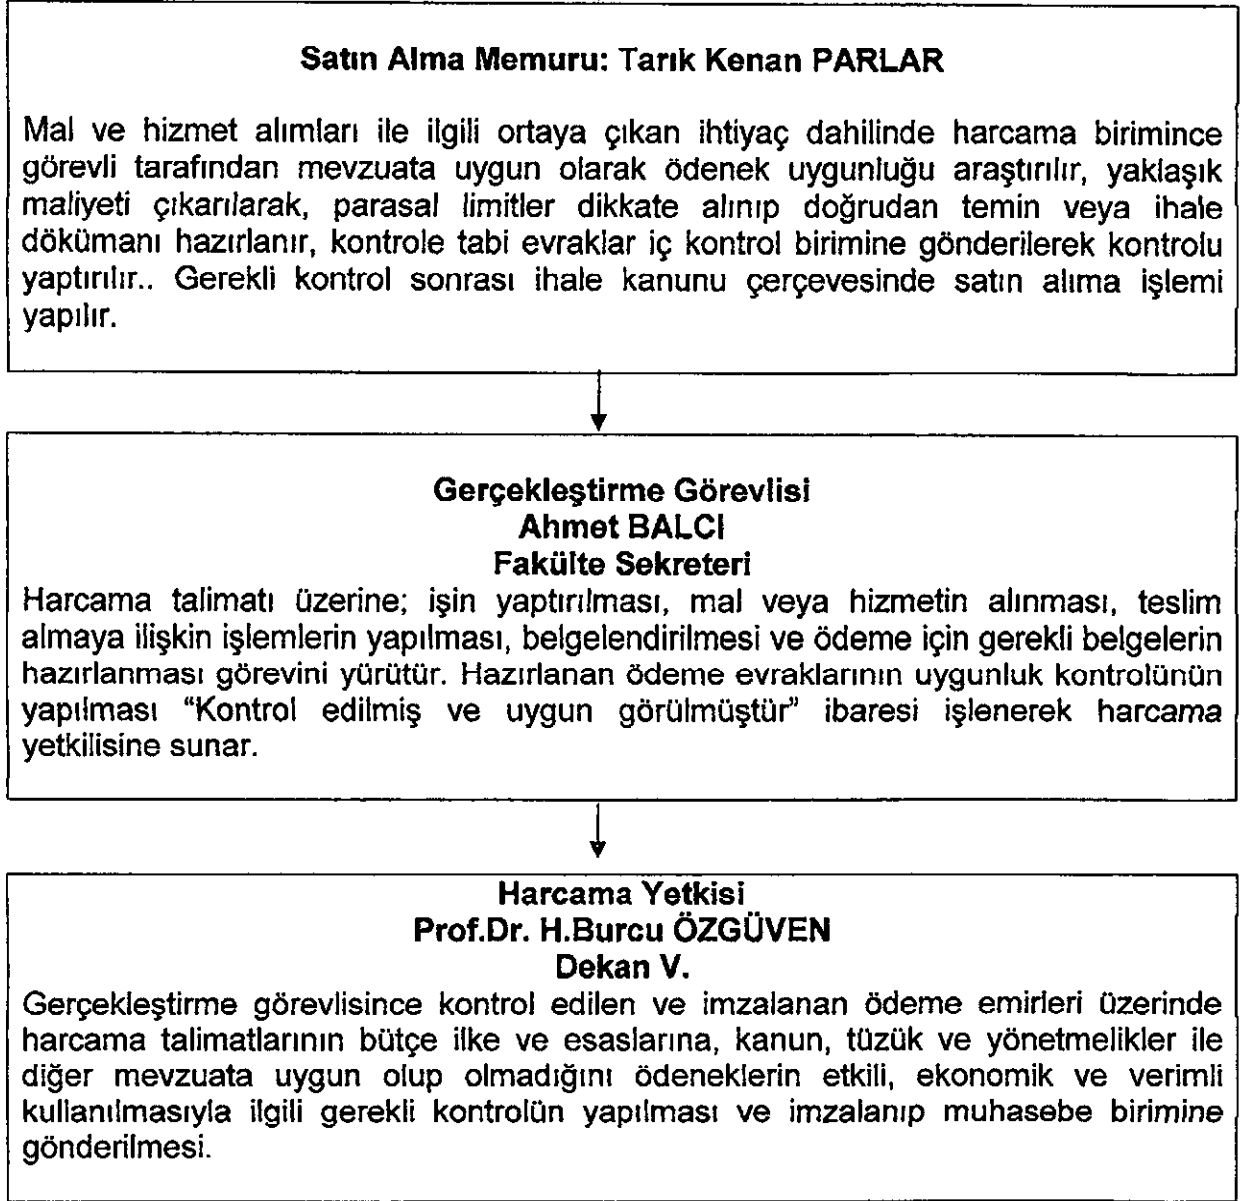 Satın Alma Memuru: Tarık Kenan PARLAR
Mal ve hizmet alımları ile ilgili ortaya çıkan ihtiyaç dahilinde harcama birimince
görevli tarafından mevzuata uygun olarak ödenek uygunluğu araştırılır, yaklaşık
maliyeti çıkarılarak, parasal limitler dikkate alınıp doğrudan temin veya ihale
dökümanı hazırlanır, kontrole tabi evraklar iç kontrol birimine gönderilerek kontrolu
yaptırılır.. Gerekli kontrol sonrası ihale kanunu çerçevesinde satın alıma işlemi
yapılır.
Gerçekleştirme Görevlisi
Ahmet BALCI
Fakülte Sekreteri
Harcama talimatı üzerine; işin yaptırılması, mal veya hizmetin alınması, teslim
almaya ilişkin işlemlerin yapılması, belgelendirilmesi ve ödeme için gerekli belgelerin
hazırlanması görevini yürütür. Hazırlanan ödeme evraklarının uygunluk kontrolünün
yapılması “Kontrol edilmiş ve uygun görülmüştür” ibaresi işlenerek harcama
yetkilisine sunar.
Harcama Yetkisi
Prof.Dr. H.Burcu ÖZGÜVEN
Dekan V.
Gerçekleştirme görevlisince kontrol edilen ve imzalanan ödeme emirleri üzerinde
harcama talimatlarının bütçe ilke ve esaslarına, kanun, tüzük ve yönetmelikler ile
diğer mevzuata uygun olup olmadığını ödeneklerin etkili, ekonomik ve verimli
kullanılmasıyla ilgili gerekli kontrolün yapılması ve imzalanıp muhasebe birimine
gönderilmesi.